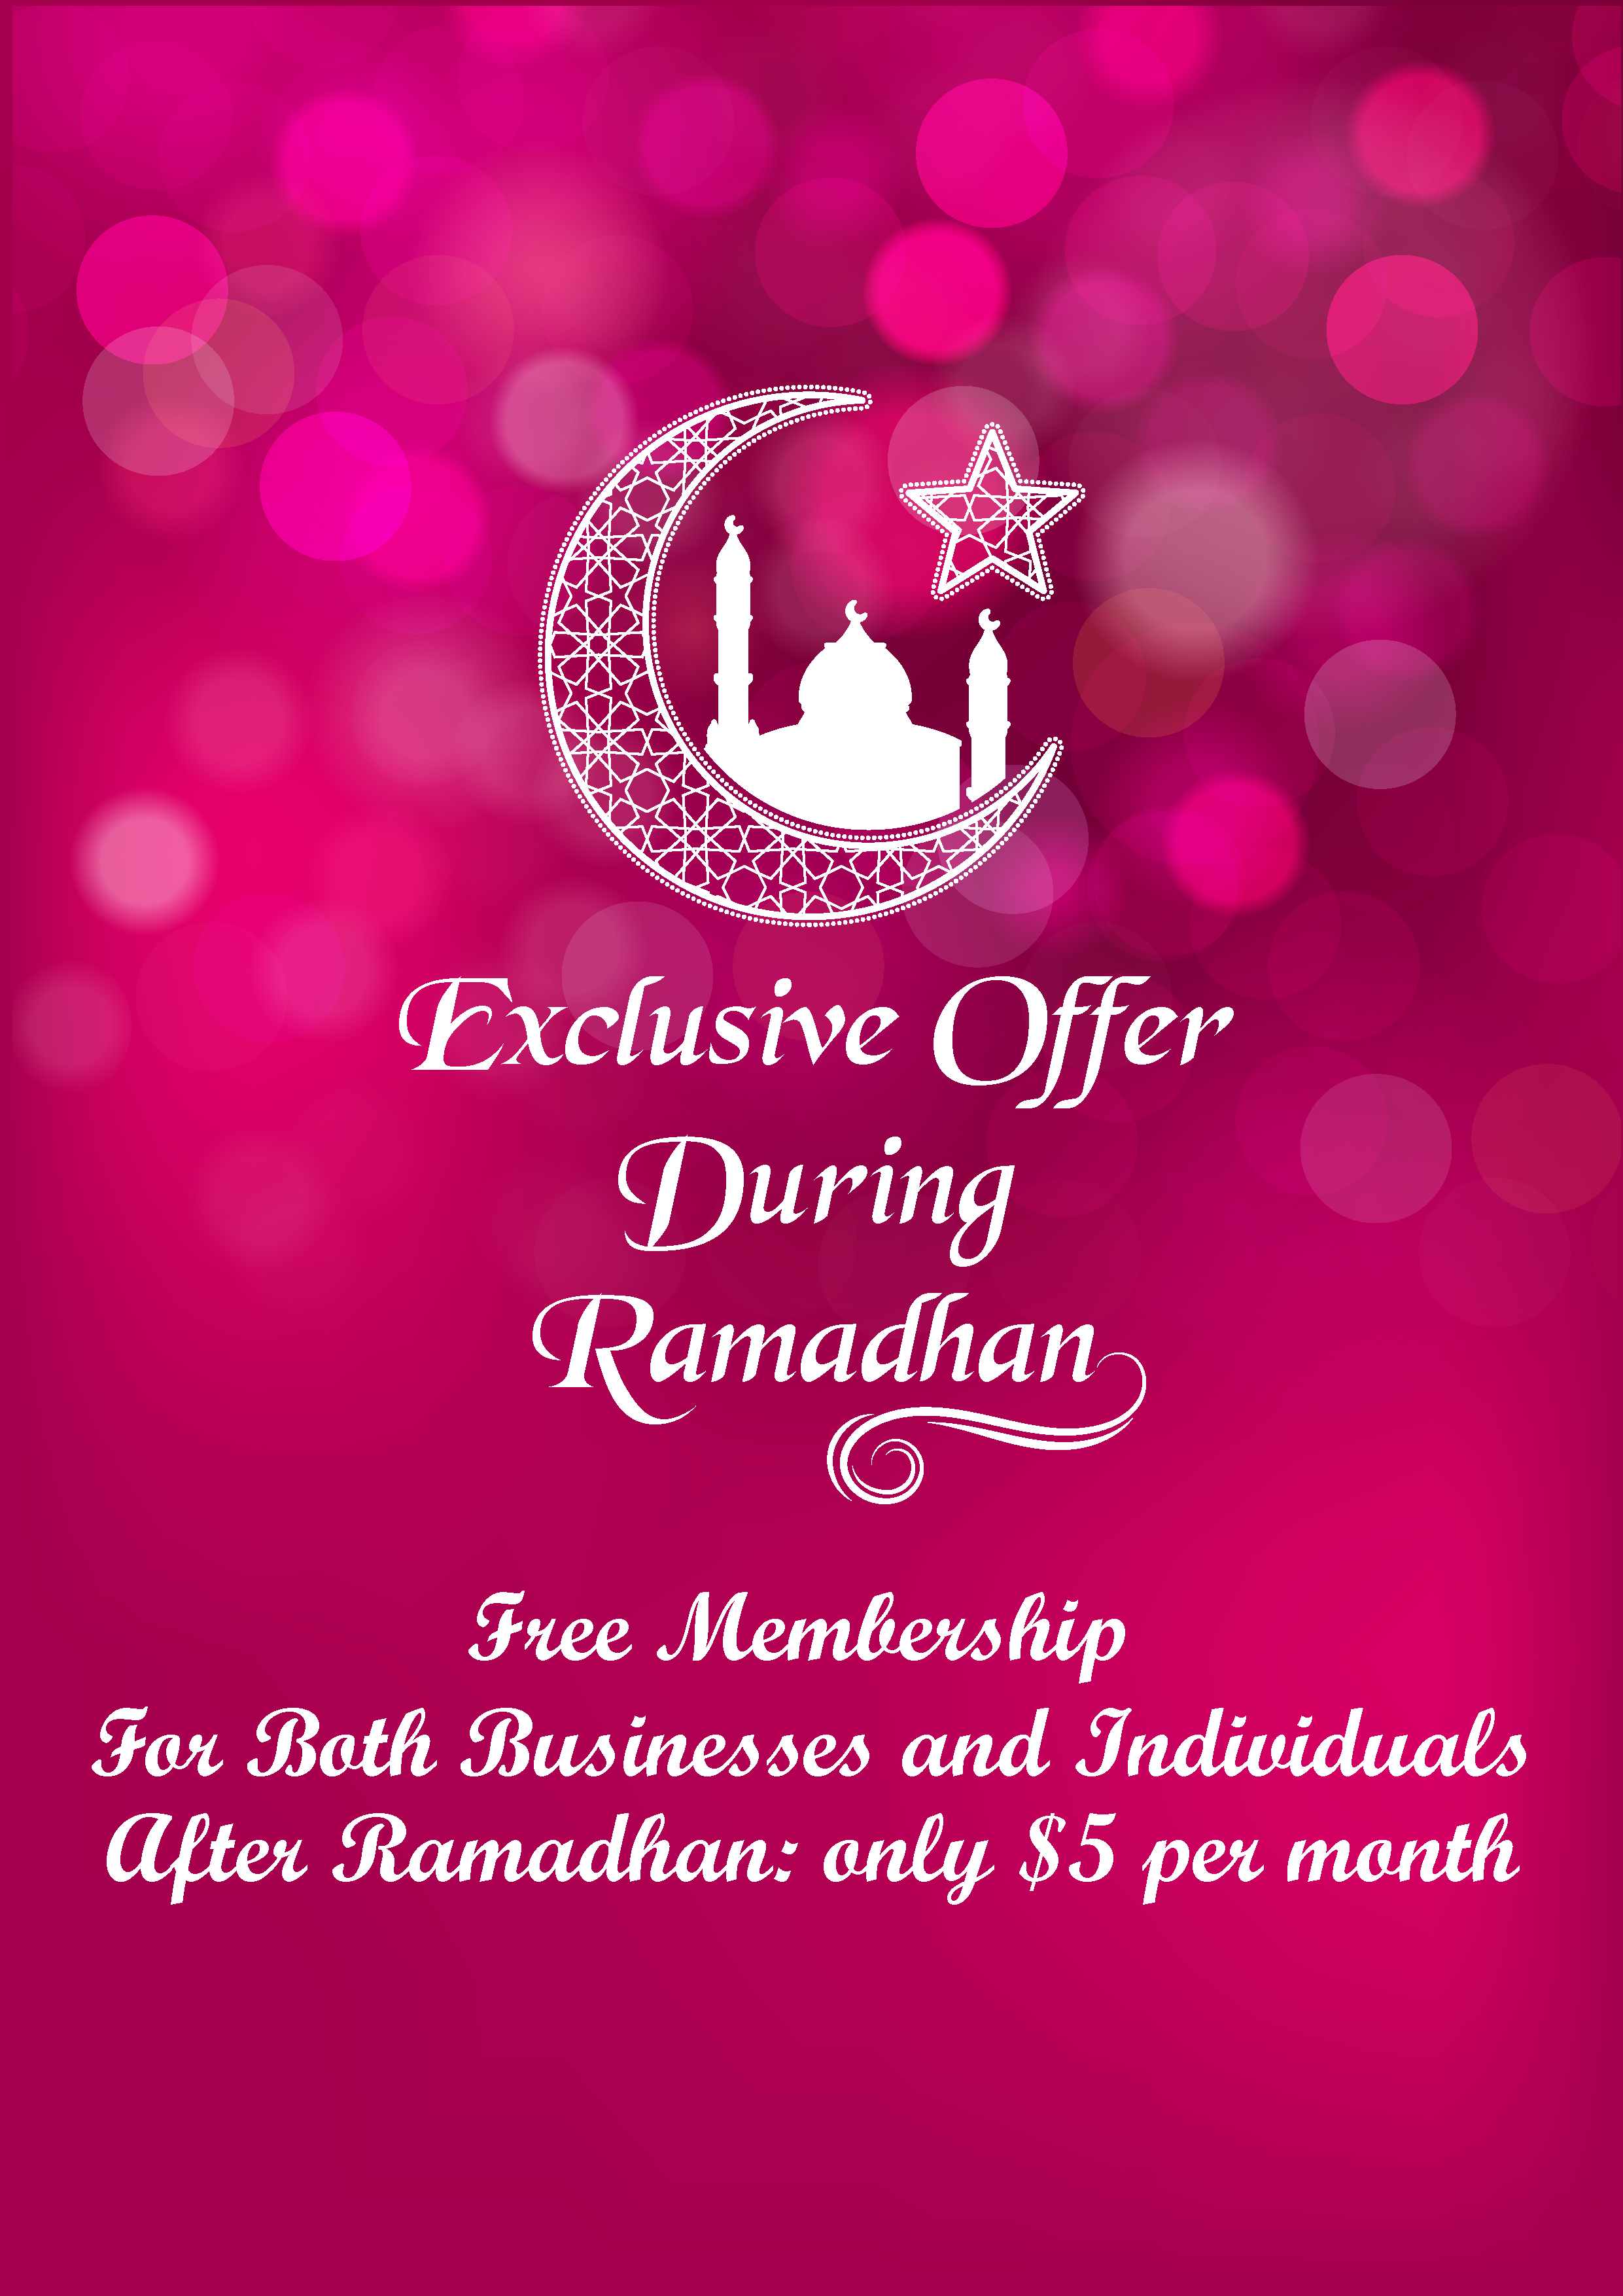 Exclusive Offer
During
Ramadhan
Free Membership
For Both Businesses and Individuals
After Ramadhan: only $5 per month